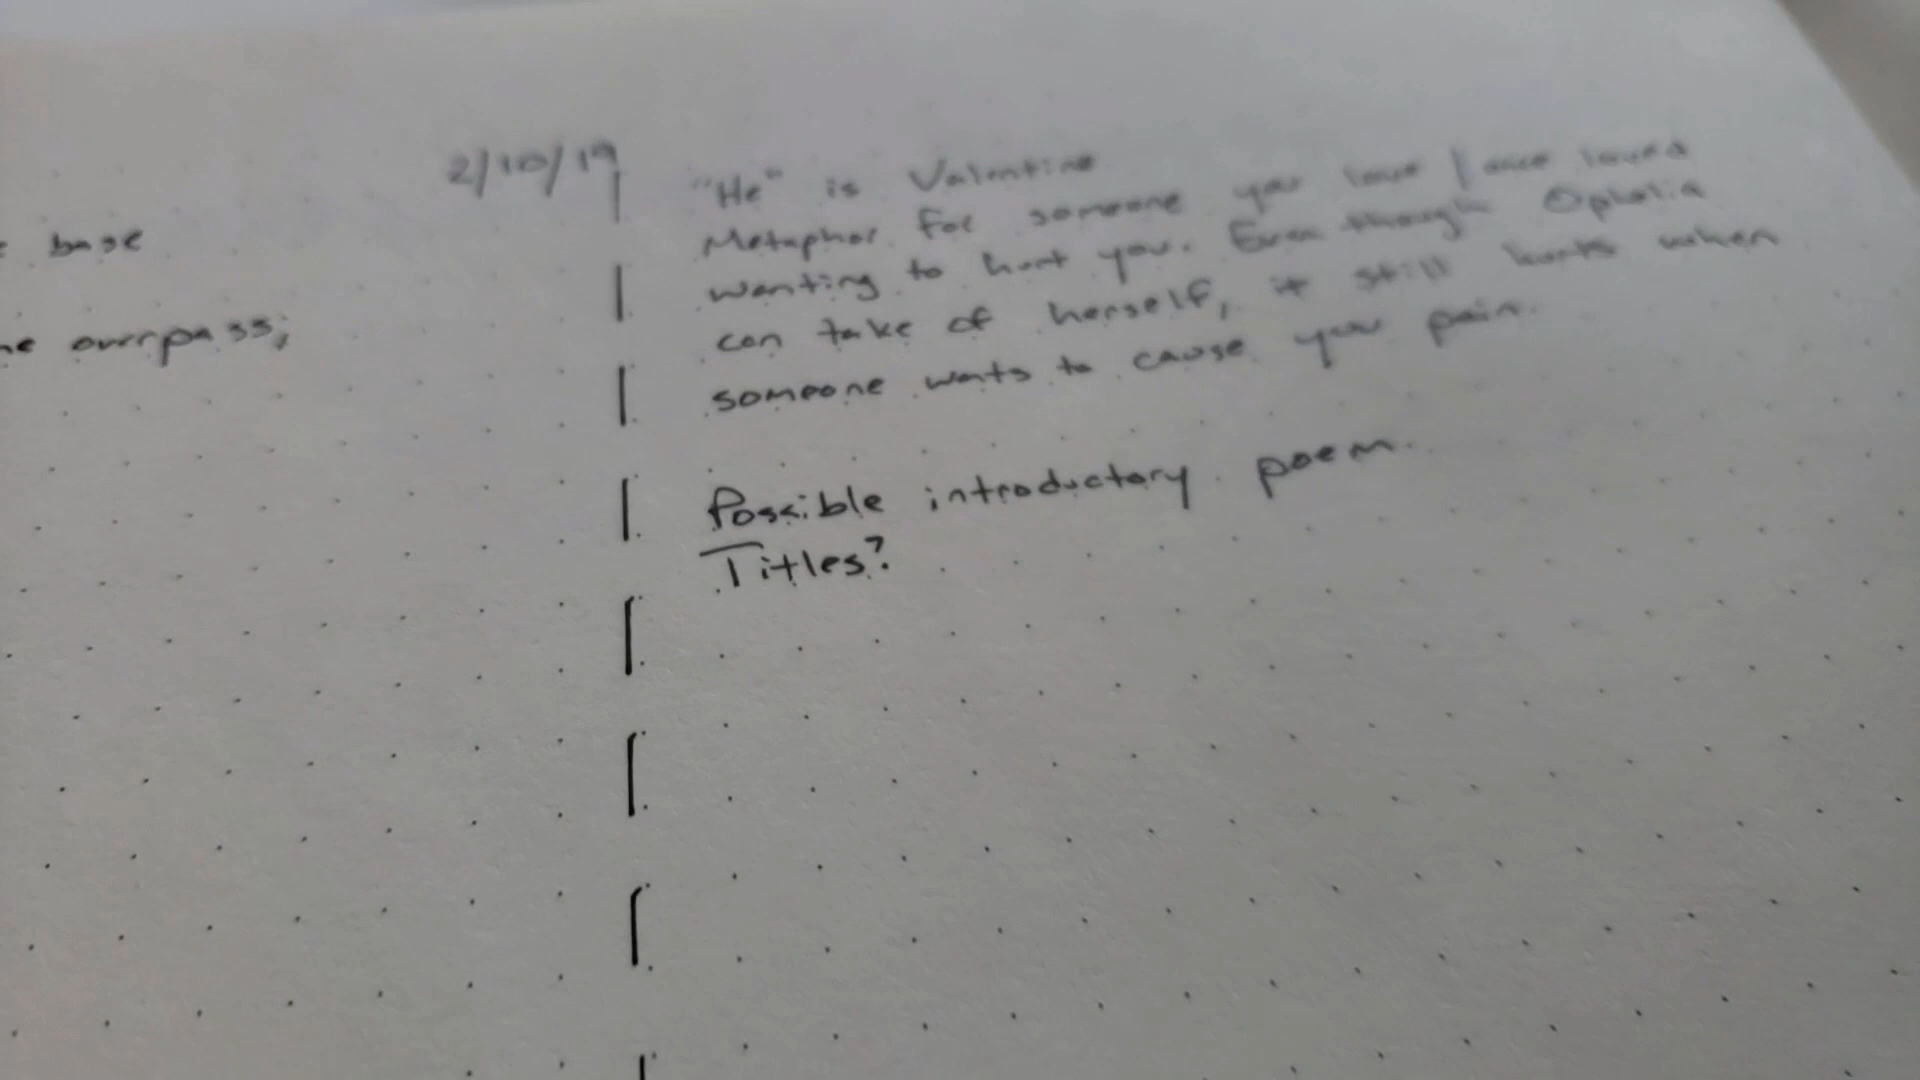 2/10/19
base
overpass;
"He" is Valentine
Metaphor for someone you love / once loved
wanting to hurt you. Even though Ophelia
can take of herself, it still hurts when
someone wants to cause you pain.
Possible introductory poem.
Titles?